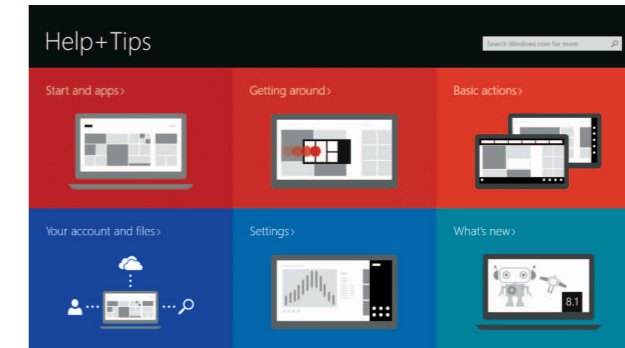 Help+Tips
Search Windows.com for more
Start and apps>
Getting around>
Basic actions>
Your account and files>
Settings>
What's new>
8.1